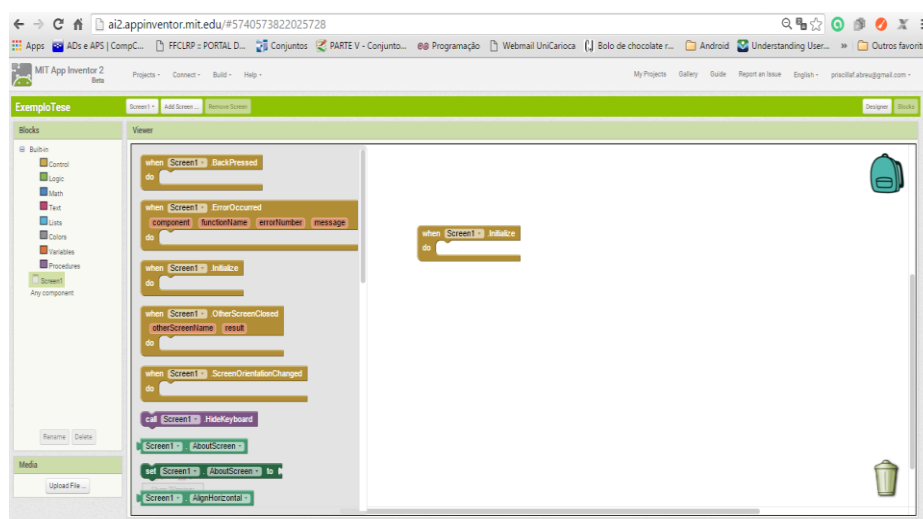 ai2.appinventor.mit.edu/#5740573822025728
Apps ADs e APS | CompC... FFCLRP :: PORTAL D... Conjuntos PARTE V - Conjunto... Programação Webmail UniCarioca Bolo de chocolate r... Android Understanding User... » Outros favorit
MIT App Inventor 2
Beta
Projects Connect Build Help
My Projects Gallery Guide Report an Issue English priscillaf.abreu@gmail.com
ExemploTese
Screen1 Add Screen ... Remove Screen
Designer Blocks
Blocks
Viewer
Built-in
Control
Logic
Math
Text
Lists
Colors
Variables
Procedures
Screen1
Any component
Rename Delete
Media
Upload File ...
when Screen1 .BackPressed
do
when Screen1 .ErrorOccurred
component functionName errorNumber message
do
when Screen1 .Initialize
do
when Screen1 .OtherScreenClosed
otherScreenName result
do
when Screen1 .ScreenOrientationChanged
do
call Screen1 .HideKeyboard
Screen1 . AboutScreen
set Screen1 . AboutScreen to
Screen1 . AlignHorizontal
when Screen1 .Initialize
do